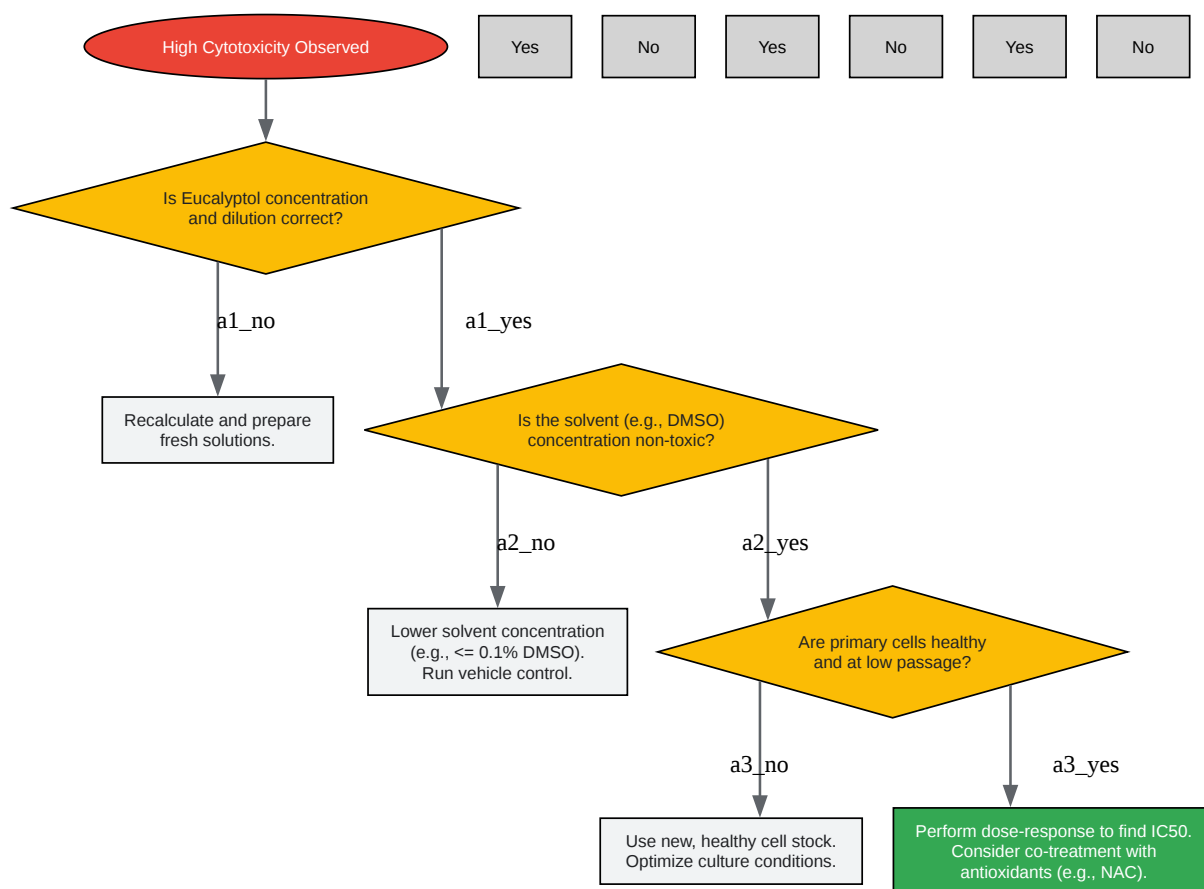 High Cytotoxicity Observed
Yes
No
Yes
No
Yes
No
Is Eucalyptol concentration
and dilution correct?
a1_no
a1_yes
Recalculate and prepare
fresh solutions.
Is the solvent (e.g., DMSO)
concentration non-toxic?
a2_no
a2_yes
Lower solvent concentration
(e.g., <= 0.1% DMSO).
Run vehicle control.
Are primary cells healthy
and at low passage?
a3_no
a3_yes
Use new, healthy cell stock.
Optimize culture conditions.
Perform dose-response to find IC50.
Consider co-treatment with
antioxidants (e.g., NAC).